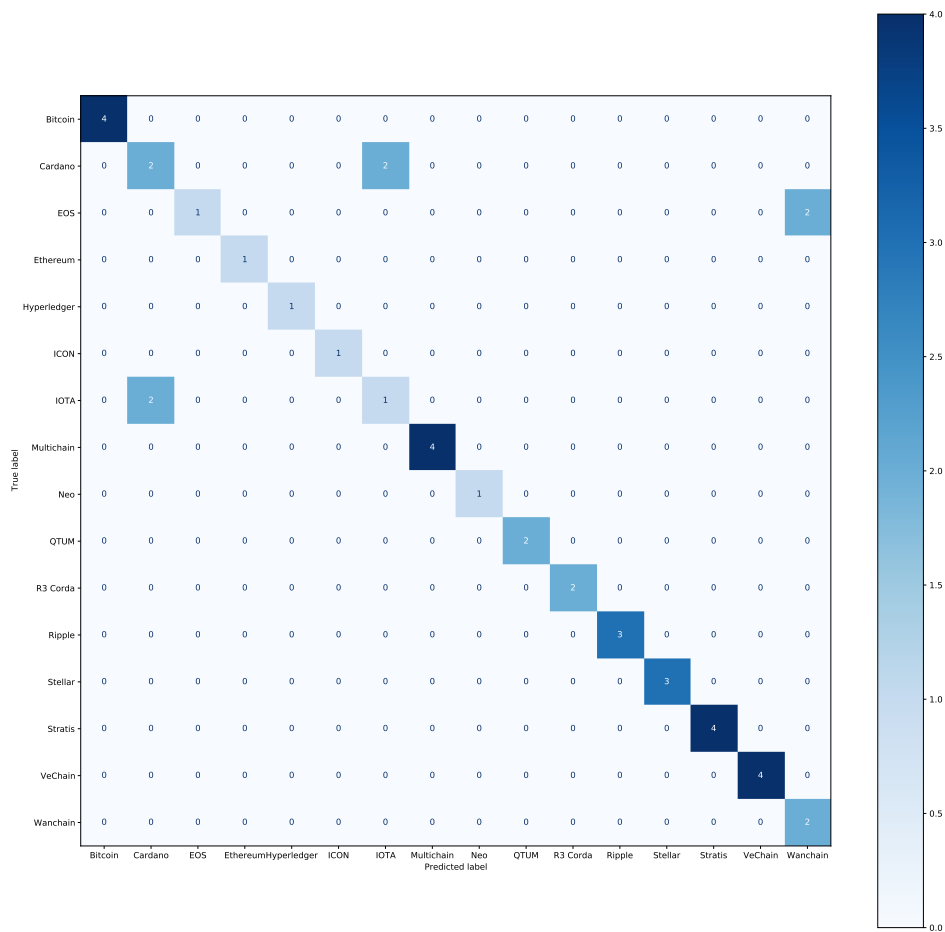 4.0
3.5
3.0
2.5
2.0
1.5
1.0
0.5
0.0
True label
Bitcoin 4 0 0 0 0 0 0 0 0 0 0 0 0 0 0 0
Cardano 0 2 0 0 0 0 2 0 0 0 0 0 0 0 0 0
EOS 0 0 1 0 0 0 0 0 0 0 0 0 0 0 0 2
Ethereum 0 0 0 1 0 0 0 0 0 0 0 0 0 0 0 0
Hyperledger 0 0 0 0 1 0 0 0 0 0 0 0 0 0 0 0
ICON 0 0 0 0 0 1 0 0 0 0 0 0 0 0 0 0
IOTA 0 2 0 0 0 0 1 0 0 0 0 0 0 0 0 0
Multichain 0 0 0 0 0 0 0 4 0 0 0 0 0 0 0 0
Neo 0 0 0 0 0 0 0 0 1 0 0 0 0 0 0 0
QTUM 0 0 0 0 0 0 0 0 0 2 0 0 0 0 0 0
R3 Corda 0 0 0 0 0 0 0 0 0 0 2 0 0 0 0 0
Ripple 0 0 0 0 0 0 0 0 0 0 0 3 0 0 0 0
Stellar 0 0 0 0 0 0 0 0 0 0 0 0 3 0 0 0
Stratis 0 0 0 0 0 0 0 0 0 0 0 0 0 4 0 0
VeChain 0 0 0 0 0 0 0 0 0 0 0 0 0 0 4 0
Wanchain 0 0 0 0 0 0 0 0 0 0 0 0 0 0 0 2
Bitcoin Cardano EOS Ethereum Hyperledger ICON IOTA Multichain Neo QTUM R3 Corda Ripple Stellar Stratis VeChain Wanchain
Predicted label